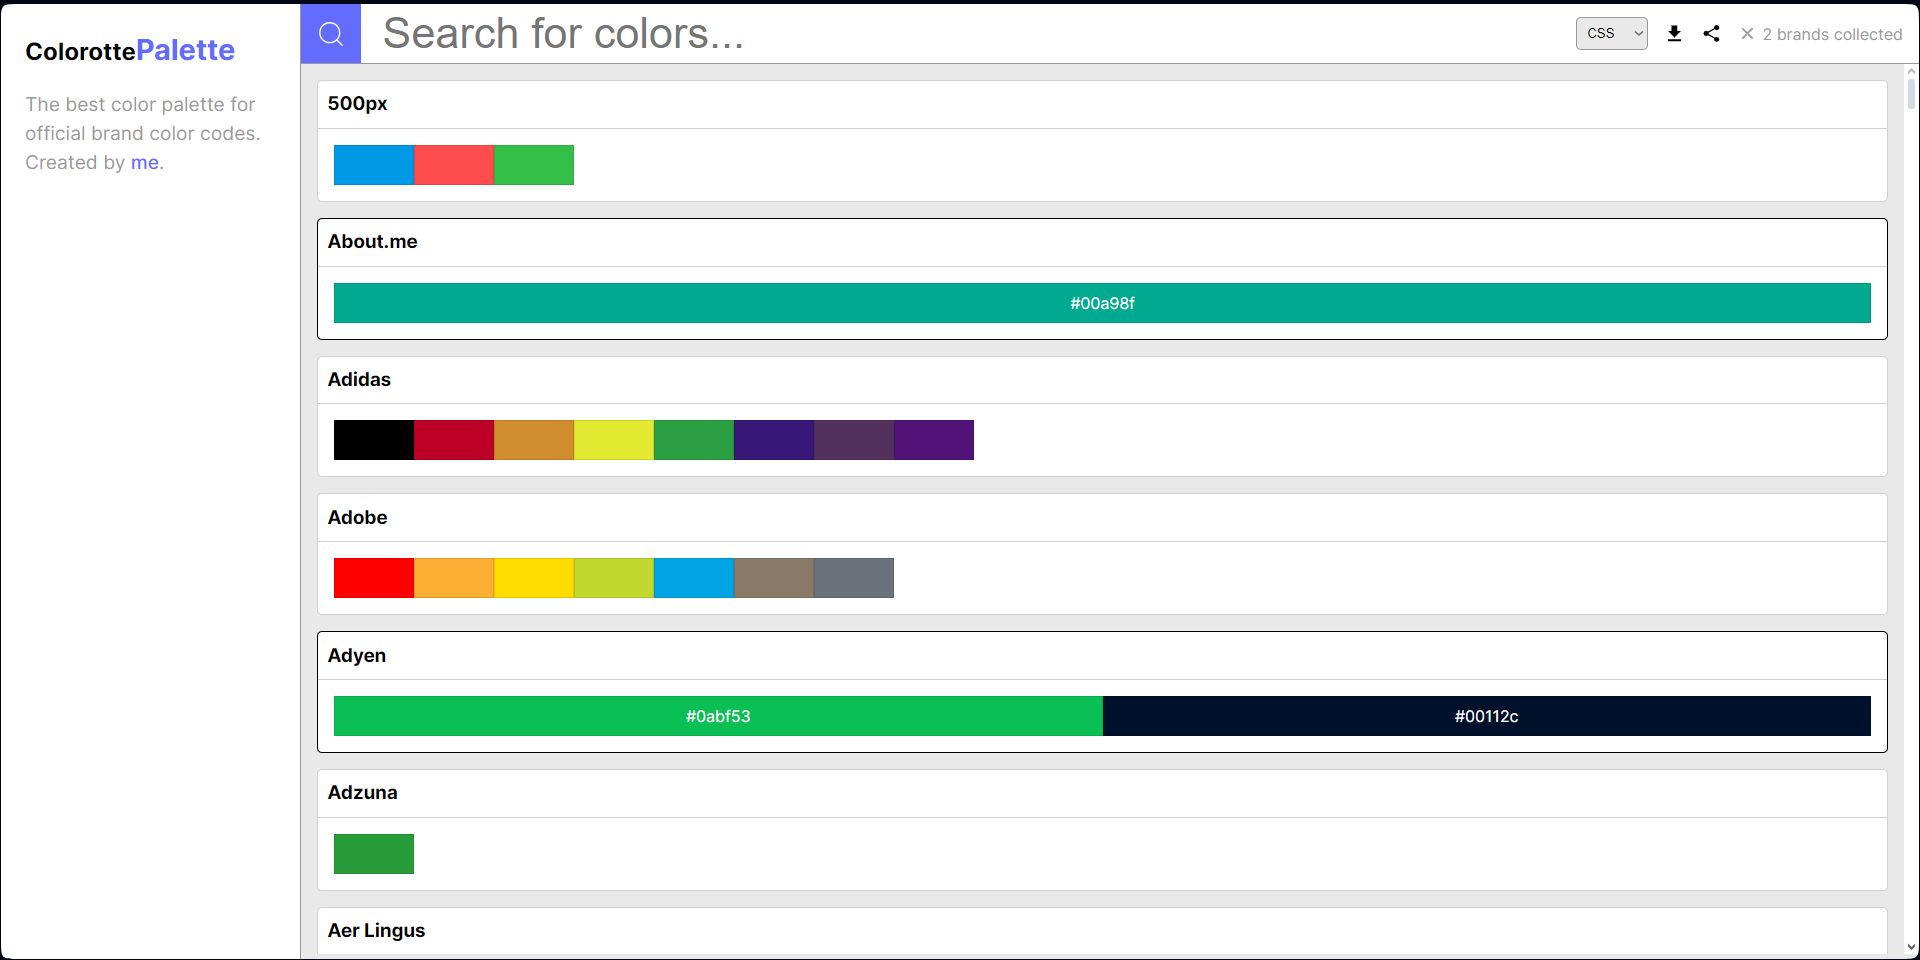 ColorottePalette
The best color palette for
official brand color codes.
Created by me.
Search for colors...
CSS
2 brands collected
500px
About.me
#00a98f
Adidas
Adobe
Adyen
#0abf53
#00112c
Adzuna
Aer Lingus